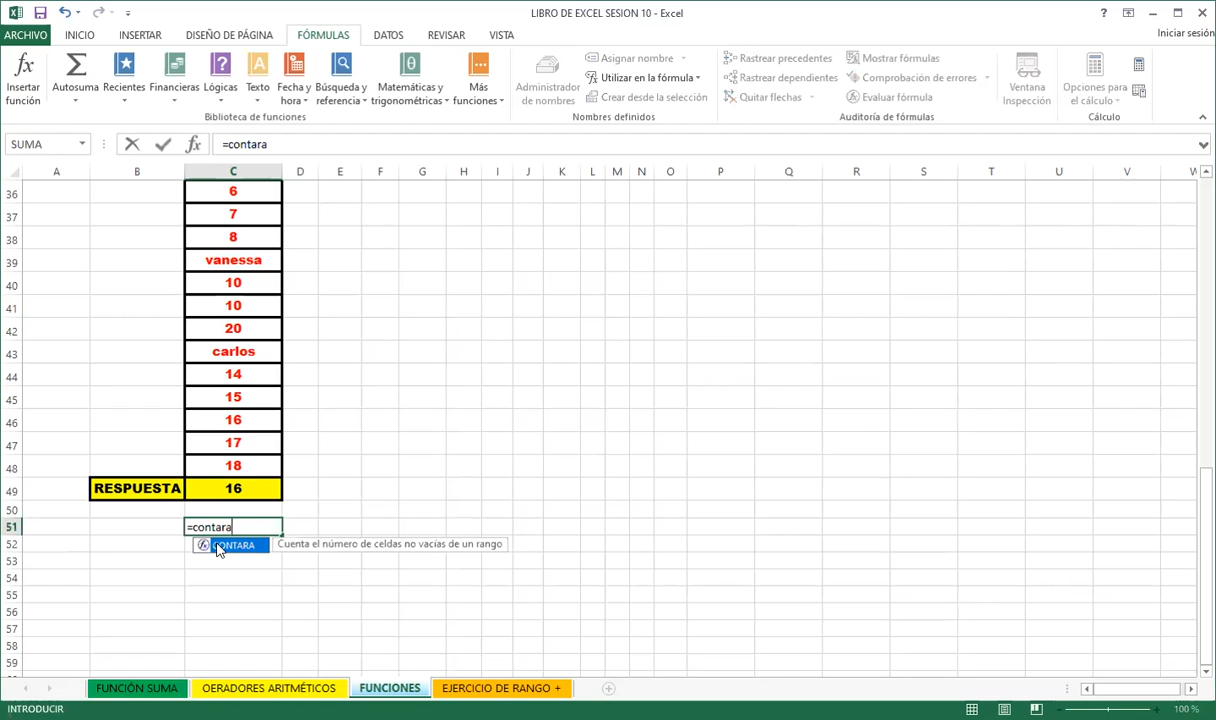 LIBRO DE EXCEL SESION 10 - Excel
?
ARCHIVO INICIO INSERTAR DISEÑO DE PÁGINA FÓRMULAS DATOS REVISAR VISTA Iniciar sesión
Insertar función
Autosuma
Recientes
Financieras
Lógicas
Texto
Fecha y hora
Búsqueda y referencia
Matemáticas y trigonométricas
Más funciones
Biblioteca de funciones
Administrador de nombres
Asignar nombre
Utilizar en la fórmula
Crear desde la selección
Nombres definidos
Rastrear precedentes
Rastrear dependientes
Quitar flechas
Mostrar fórmulas
Comprobación de errores
Evaluar fórmula
Auditoría de fórmulas
Ventana Inspección
Opciones para el cálculo
Cálculo
SUMA fx =contara
A B C D E F G H I J K L M N O P Q R S T U V W
36 6
37 7
38 8
39 vanessa
40 10
41 10
42 20
43 carlos
44 14
45 15
46 16
47 17
48 18
49 RESPUESTA 16
50
51 =contara
52 CONTARA Cuenta el número de celdas no vacías de un rango
53
54
55
56
57
58
59
FUNCIÓN SUMA OERADORES ARITMÉTICOS FUNCIONES EJERCICIO DE RANGO +
INTRODUCIR 100 %